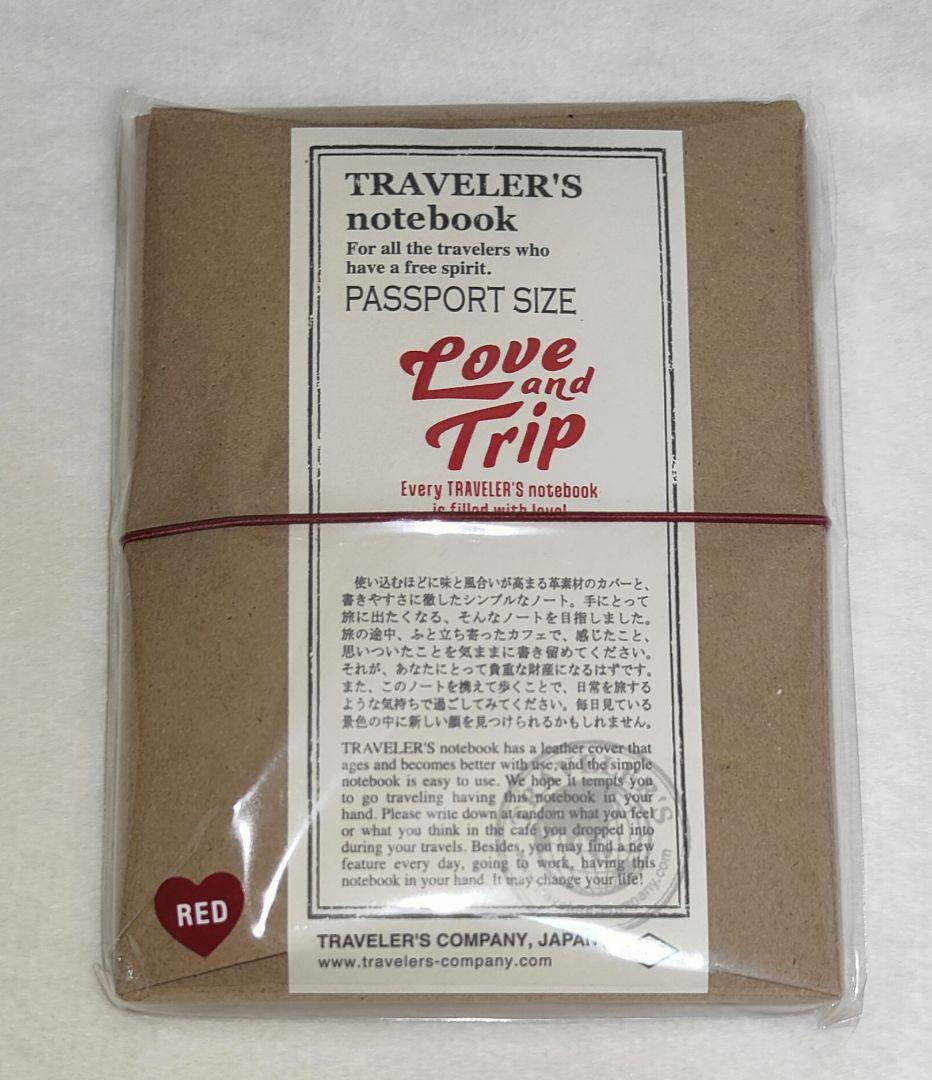 TRAVELER'S
notebook
For all the travelers who
have a free spirit.
PASSPORT SIZE
Love
and
Trip
Every TRAVELER'S notebook
is filled with love!
使い込むほどに味と風合いが高まる革素材のカバーと、
書きやすさに徹したシンプルなノート。手にとって
旅に出たくなる、そんなノートを目指しました。
旅の途中、ふと立ち寄ったカフェで、感じたこと、
思いついたことを気ままに書き留めてください。
それが、あなたにとって貴重な財産になるはずです。
また、このノートを携えて歩くことで、日常を旅する
ような気持ちで過ごしてみてください。毎日見ている
景色の中に新しい顔を見つけられるかもしれません。
TRAVELER'S notebook has a leather cover that
ages and becomes better with use, and the simple
notebook is easy to use. We hope it tempts you
to go traveling having this notebook in your
hand. Please write down at random what you feel
or what you think in the café you dropped into
during your travels. Besides, you may find a new
feature every day, going to work, having this
notebook in your hand. It may change your life!
RED
TRAVELER'S COMPANY, JAPAN
www.travelers-company.com